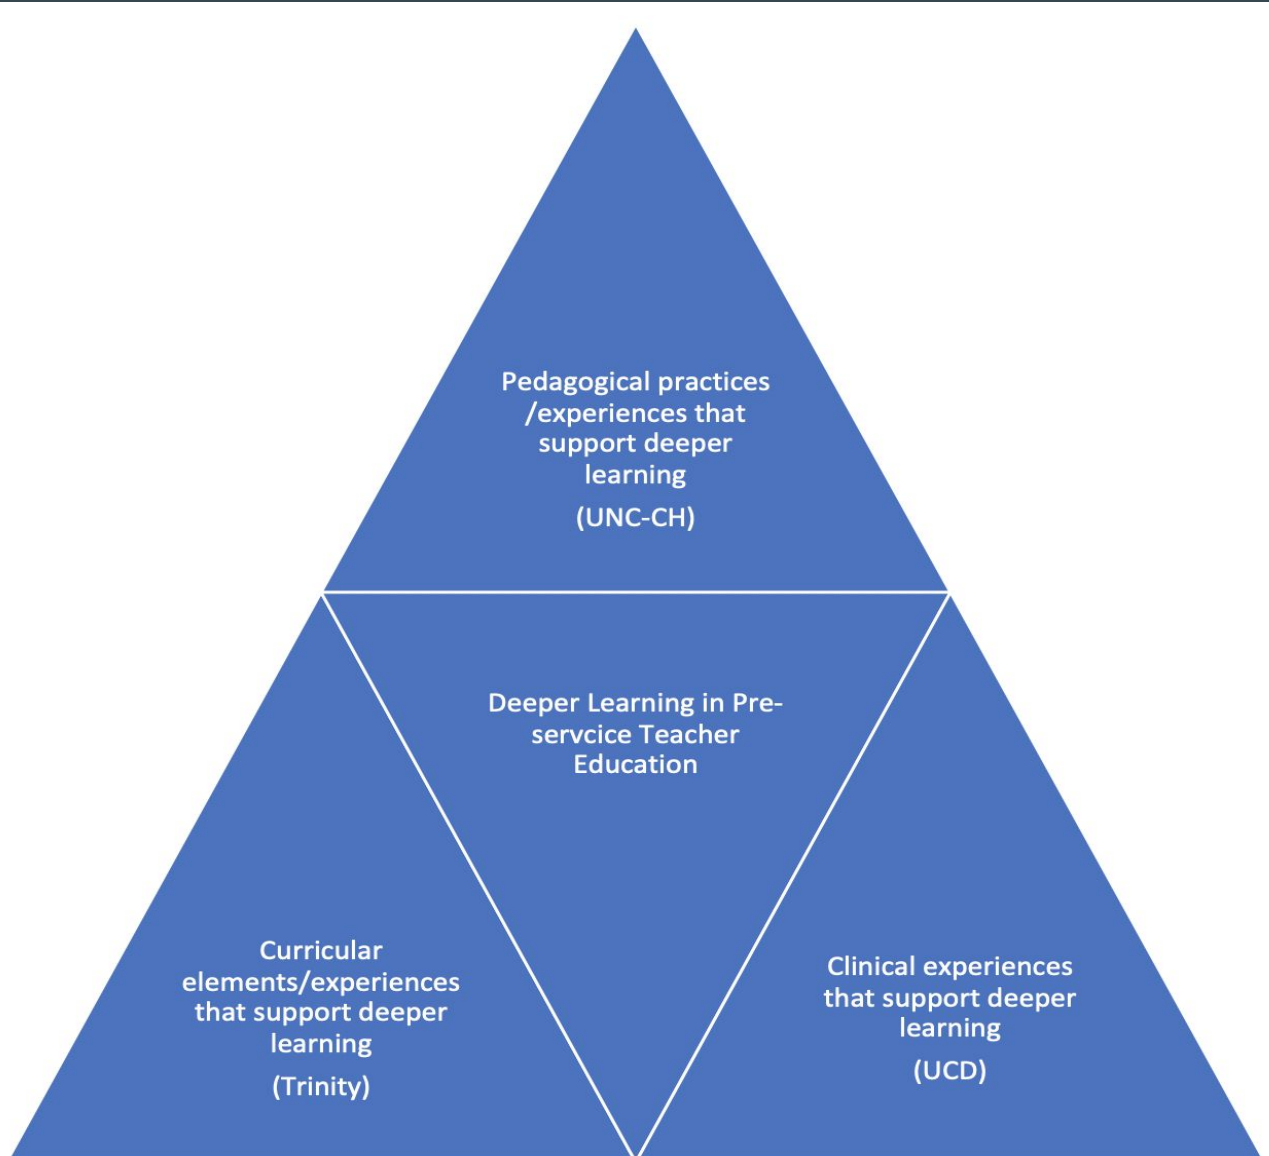 Pedagogical practices
/experiences that
support deeper
learning
(UNC-CH)
Deeper Learning in Pre-
servcice Teacher
Education
Curricular
elements/experiences
that support deeper
learning
(Trinity)
Clinical experiences
that support deeper
learning
(UCD)